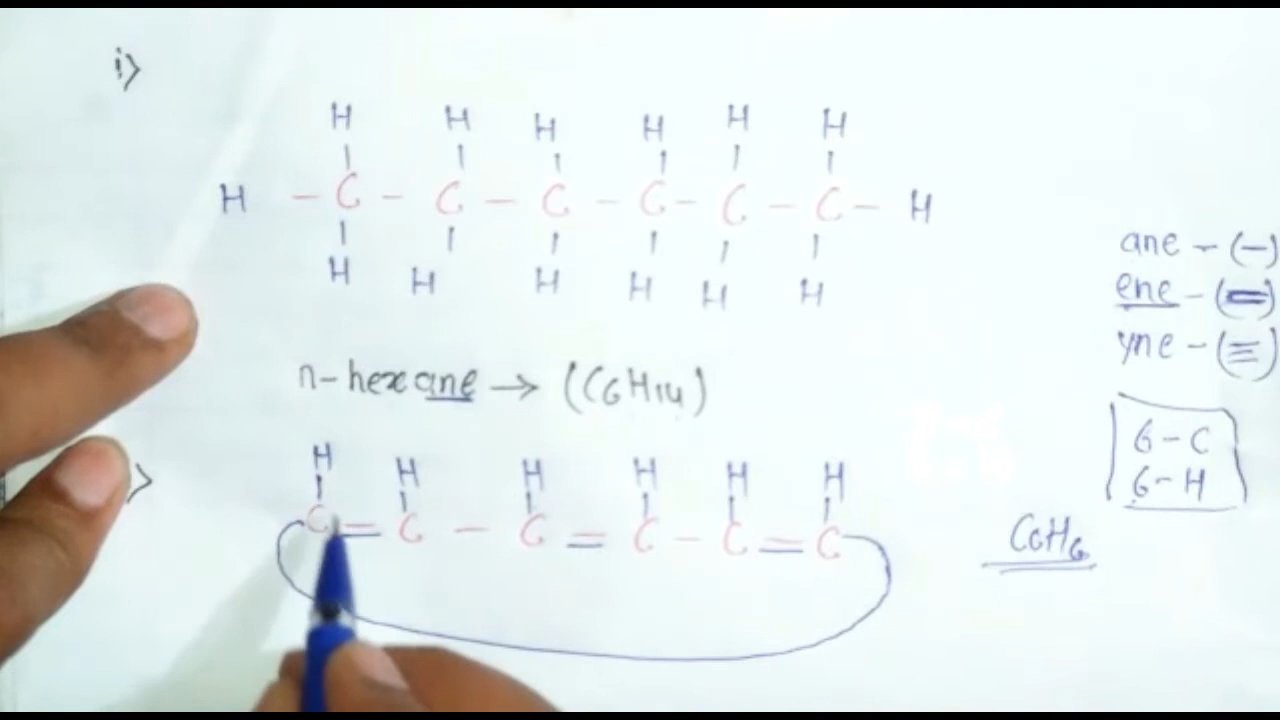 i>
H H H H H H
H - C - C - C - C - C - C - H
H H H H H H
n-hexane → (C6H14)
>
H H H H H H
C = C - C = C - C = C
ane - (-)
ene - (=)
yne - (≡)
6 - C
6 - H
C6H6